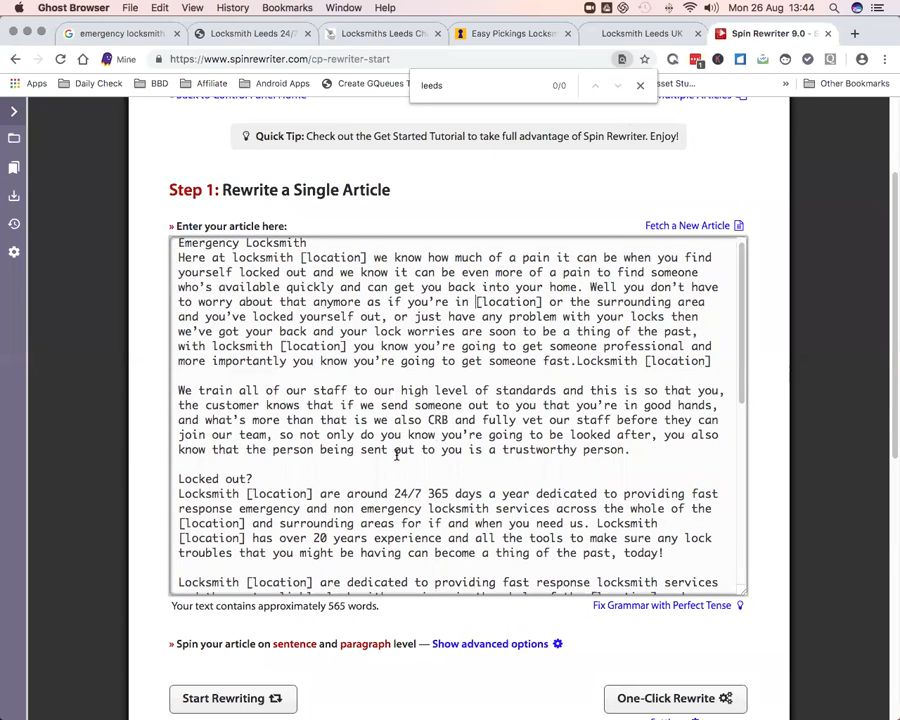 Ghost Browser File Edit View History Bookmarks Window Help Mon 26 Aug 13:44
emergency locksmith Locksmith Leeds 24/7 Locksmiths Leeds Ch Easy Pickings Locksm Locksmith Leeds UK Spin Rewriter 9.0 -
Mine https://www.spinrewriter.com/cp-rewrite-start
Apps Daily Check BBD Affiliate Android Apps Create GQueues T asset Stu... Other Bookmarks
leeds 0/0
Back to Control Panel Home Multiple Articles
Quick Tip: Check out the Get Started Tutorial to take full advantage of Spin Rewriter. Enjoy!
Step 1: Rewrite a Single Article
» Enter your article here: Fetch a New Article
Emergency Locksmith
Here at locksmith [location] we know how much of a pain it can be when you find
yourself locked out and we know it can be even more of a pain to find someone
who's available quickly and can get you back into your home. Well you don't have
to worry about that anymore as if you're in [location] or the surrounding area
and you've locked yourself out, or just have any problem with your locks then
we've got your back and your lock worries are soon to be a thing of the past,
with locksmith [location] you know you're going to get someone professional and
more importantly you know you're going to get someone fast.Locksmith [location]
We train all of our staff to our high level of standards and this is so that you,
the customer knows that if we send someone out to you that you're in good hands,
and what's more than that is we also CRB and fully vet our staff before they can
join our team, so not only do you know you're going to be looked after, you also
know that the person being sent out to you is a trustworthy person.
Locked out?
Locksmith [location] are around 24/7 365 days a year dedicated to providing fast
response emergency and non emergency locksmith services across the whole of the
[location] and surrounding areas for if and when you need us. Locksmith
[location] has over 20 years experience and all the tools to make sure any lock
troubles that you might be having can become a thing of the past, today!
Locksmith [location] are dedicated to providing fast response locksmith services
Your text contains approximately 565 words. Fix Grammar with Perfect Tense
» Spin your article on sentence and paragraph level — Show advanced options
Start Rewriting One-Click Rewrite